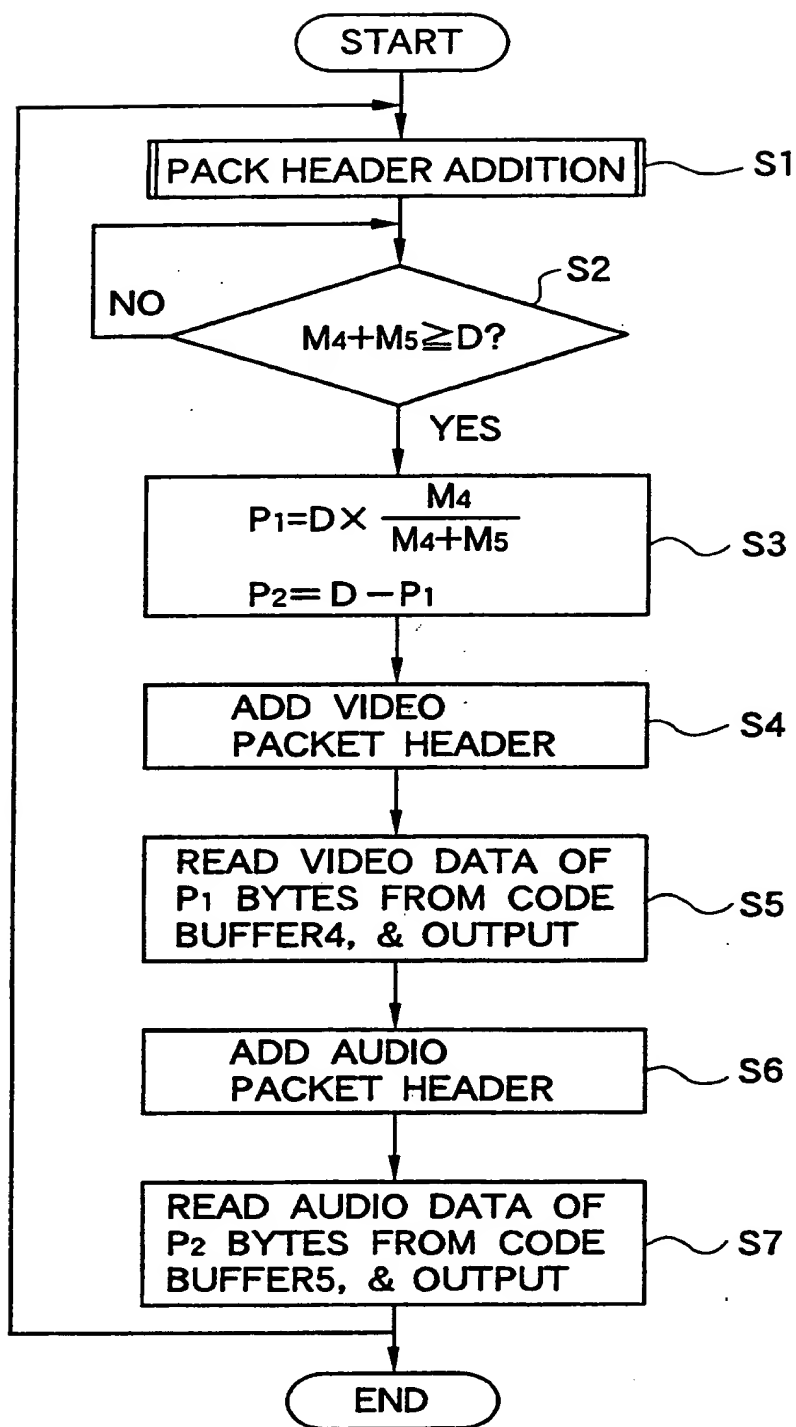 START
PACK HEADER ADDITION
S1
S2
NO
M4+M5≧D?
YES
P1=D× M4
M4+M5
P2=D-P1
S3
ADD VIDEO
PACKET HEADER
S4
READ VIDEO DATA OF
P1 BYTES FROM CODE
BUFFER4, & OUTPUT
S5
ADD AUDIO
PACKET HEADER
S6
READ AUDIO DATA OF
P2 BYTES FROM CODE
BUFFER5, & OUTPUT
S7
END